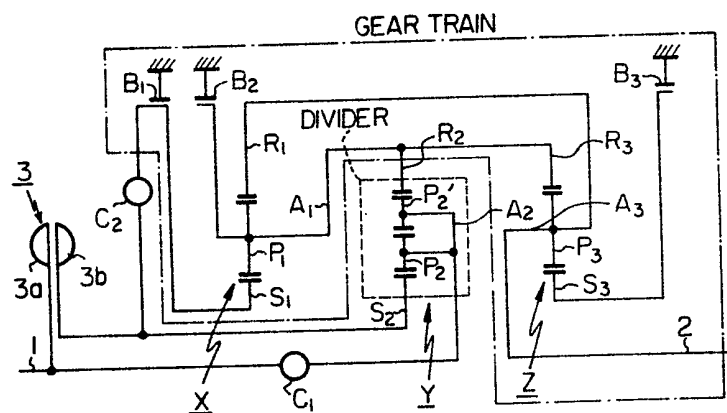 GEAR TRAIN
B₁
B₂
B₃
DIVIDER
R₁
R₂
R₃
3
C₂
A₁
P₂'
A₂
A₃
3a
3b
P₁
P₂
P₃
S₁
S₂
S₃
1
2
C₁
X
Y
Z